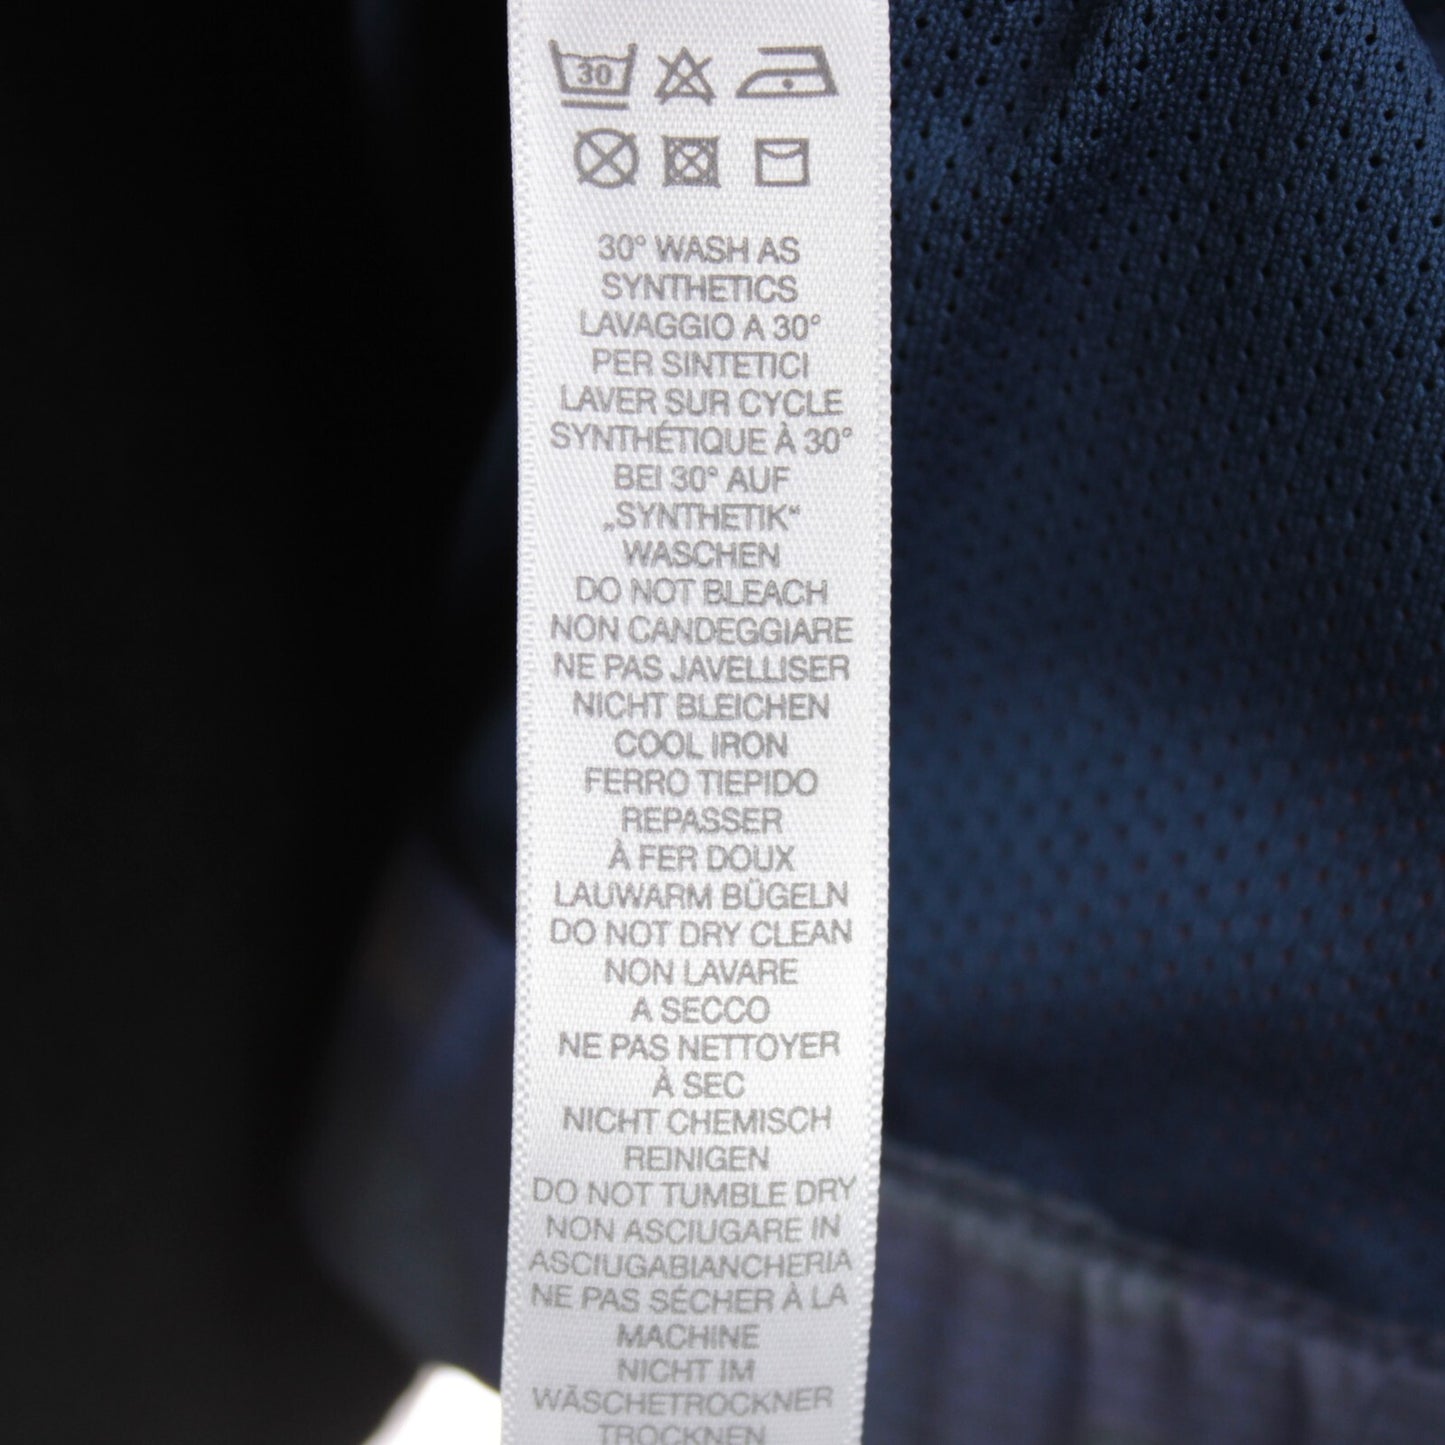 30
30° WASH AS
SYNTHETICS
LAVAGGIO A 30°
PER SINTETICI
LAVER SUR CYCLE
SYNTHÉTIQUE À 30°
BEI 30° AUF
„SYNTHETIK“
WASCHEN
DO NOT BLEACH
NON CANDEGGIARE
NE PAS JAVELLISER
NICHT BLEICHEN
COOL IRON
FERRO TIEPIDO
REPASSER
À FER DOUX
LAUWARM BÜGELN
DO NOT DRY CLEAN
NON LAVARE
A SECCO
NE PAS NETTOYER
À SEC
NICHT CHEMISCH
REINIGEN
DO NOT TUMBLE DRY
NON ASCIUGARE IN
ASCIUGABIANCHERIA
NE PAS SÉCHER À LA
MACHINE
NICHT IM
WÄSCHETROCKNER
TROCKNEN